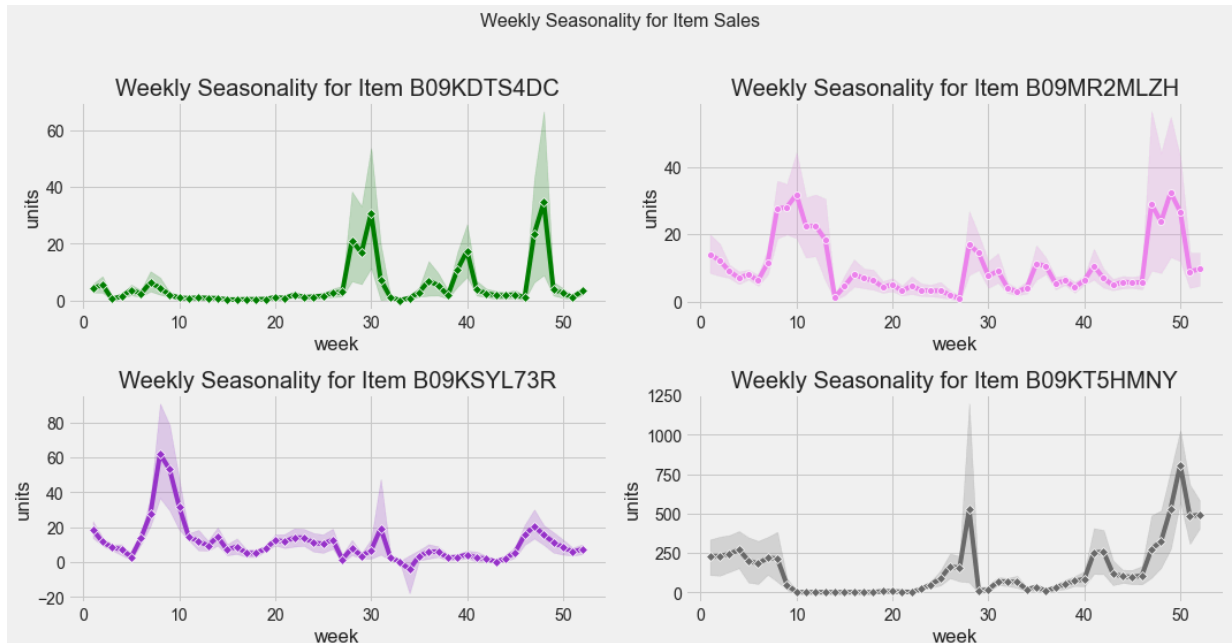 Weekly Seasonality for Item Sales
Weekly Seasonality for Item B09KDTS4DC
units
60
40
20
0
0 10 20 30 40 50
week
Weekly Seasonality for Item B09MR2MLZH
units
40
20
0
0 10 20 30 40 50
week
Weekly Seasonality for Item B09KSYL73R
units
80
60
40
20
0
−20
0 10 20 30 40 50
week
Weekly Seasonality for Item B09KT5HMNY
units
1250
1000
750
500
250
0
0 10 20 30 40 50
week